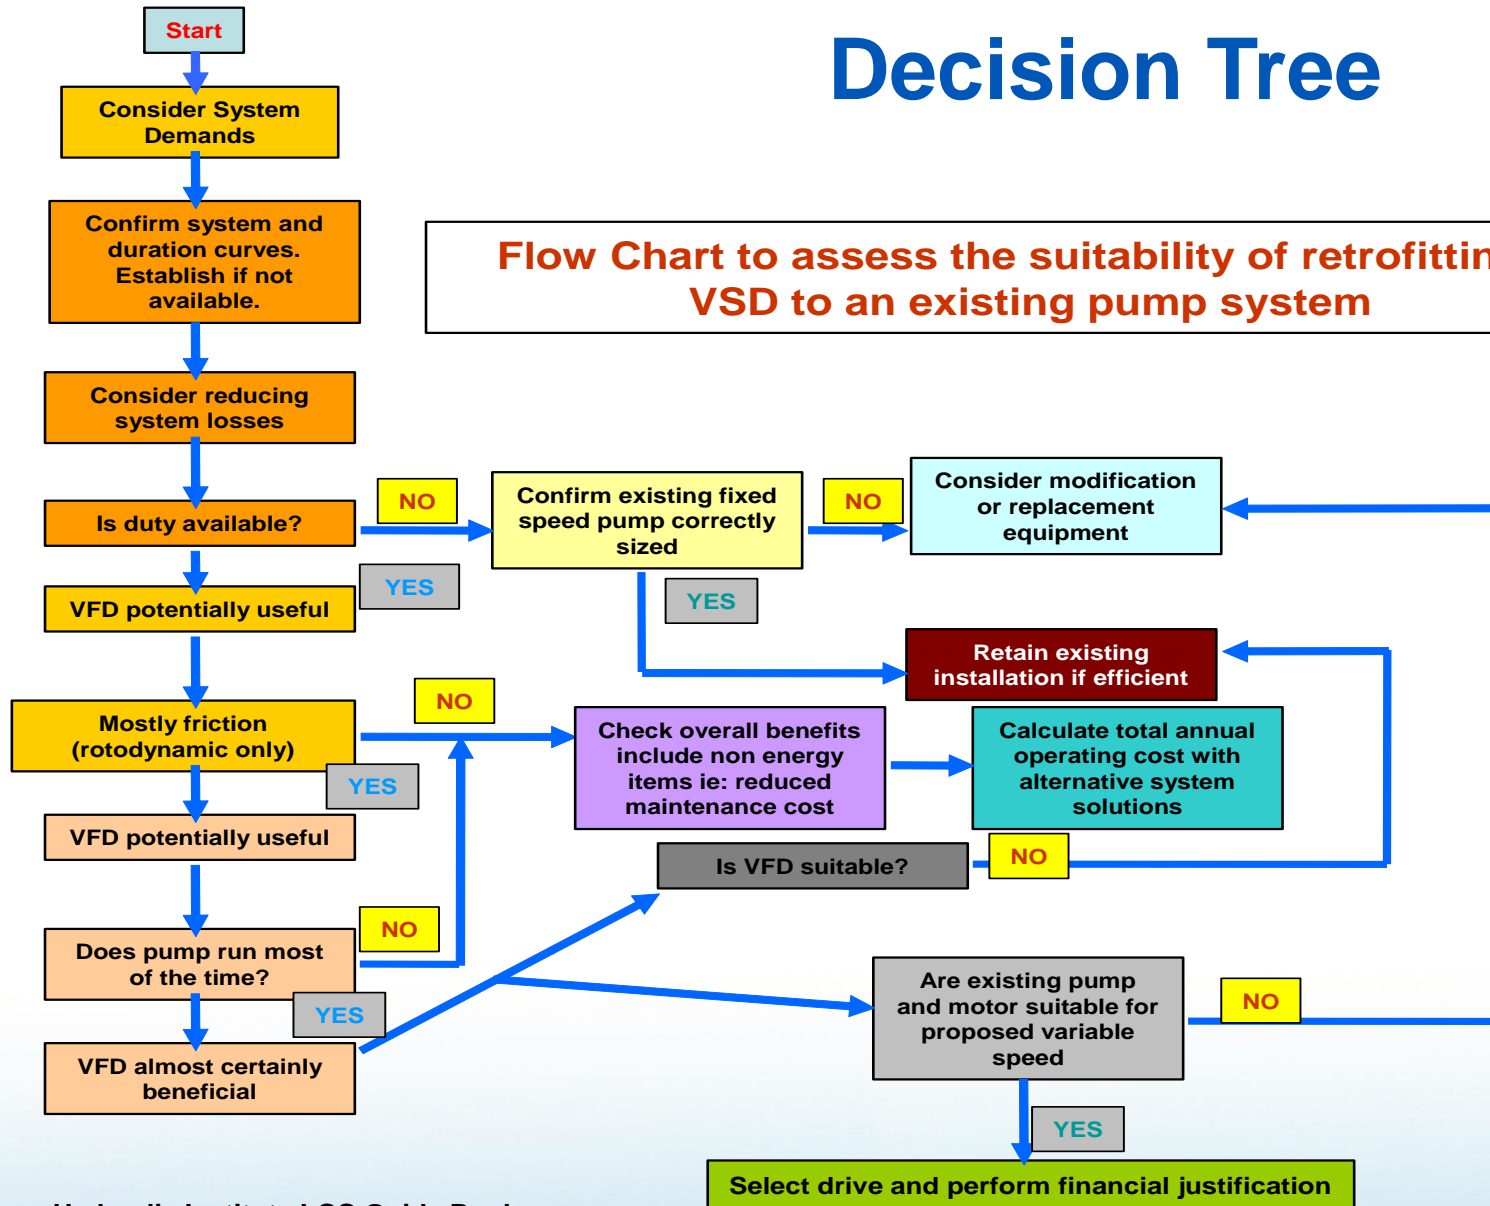 Start
Decision Tree
Consider System
Demands
Confirm system and
duration curves.
Establish if not
available.
Flow Chart to assess the suitability of retrofittin
VSD to an existing pump system
Consider reducing
system losses
Is duty available?
NO
Confirm existing fixed
speed pump correctly
sized
NO
Consider modification
or replacement
equipment
YES
YES
VFD potentially useful
Retain existing
installation if efficient
Mostly friction
(rotodynamic only)
NO
YES
Check overall benefits
include non energy
items ie: reduced
maintenance cost
Calculate total annual
operating cost with
alternative system
solutions
VFD potentially useful
Is VFD suitable?
NO
Does pump run most
of the time?
NO
YES
Are existing pump
and motor suitable for
proposed variable
speed
NO
VFD almost certainly
beneficial
YES
Select drive and perform financial justification